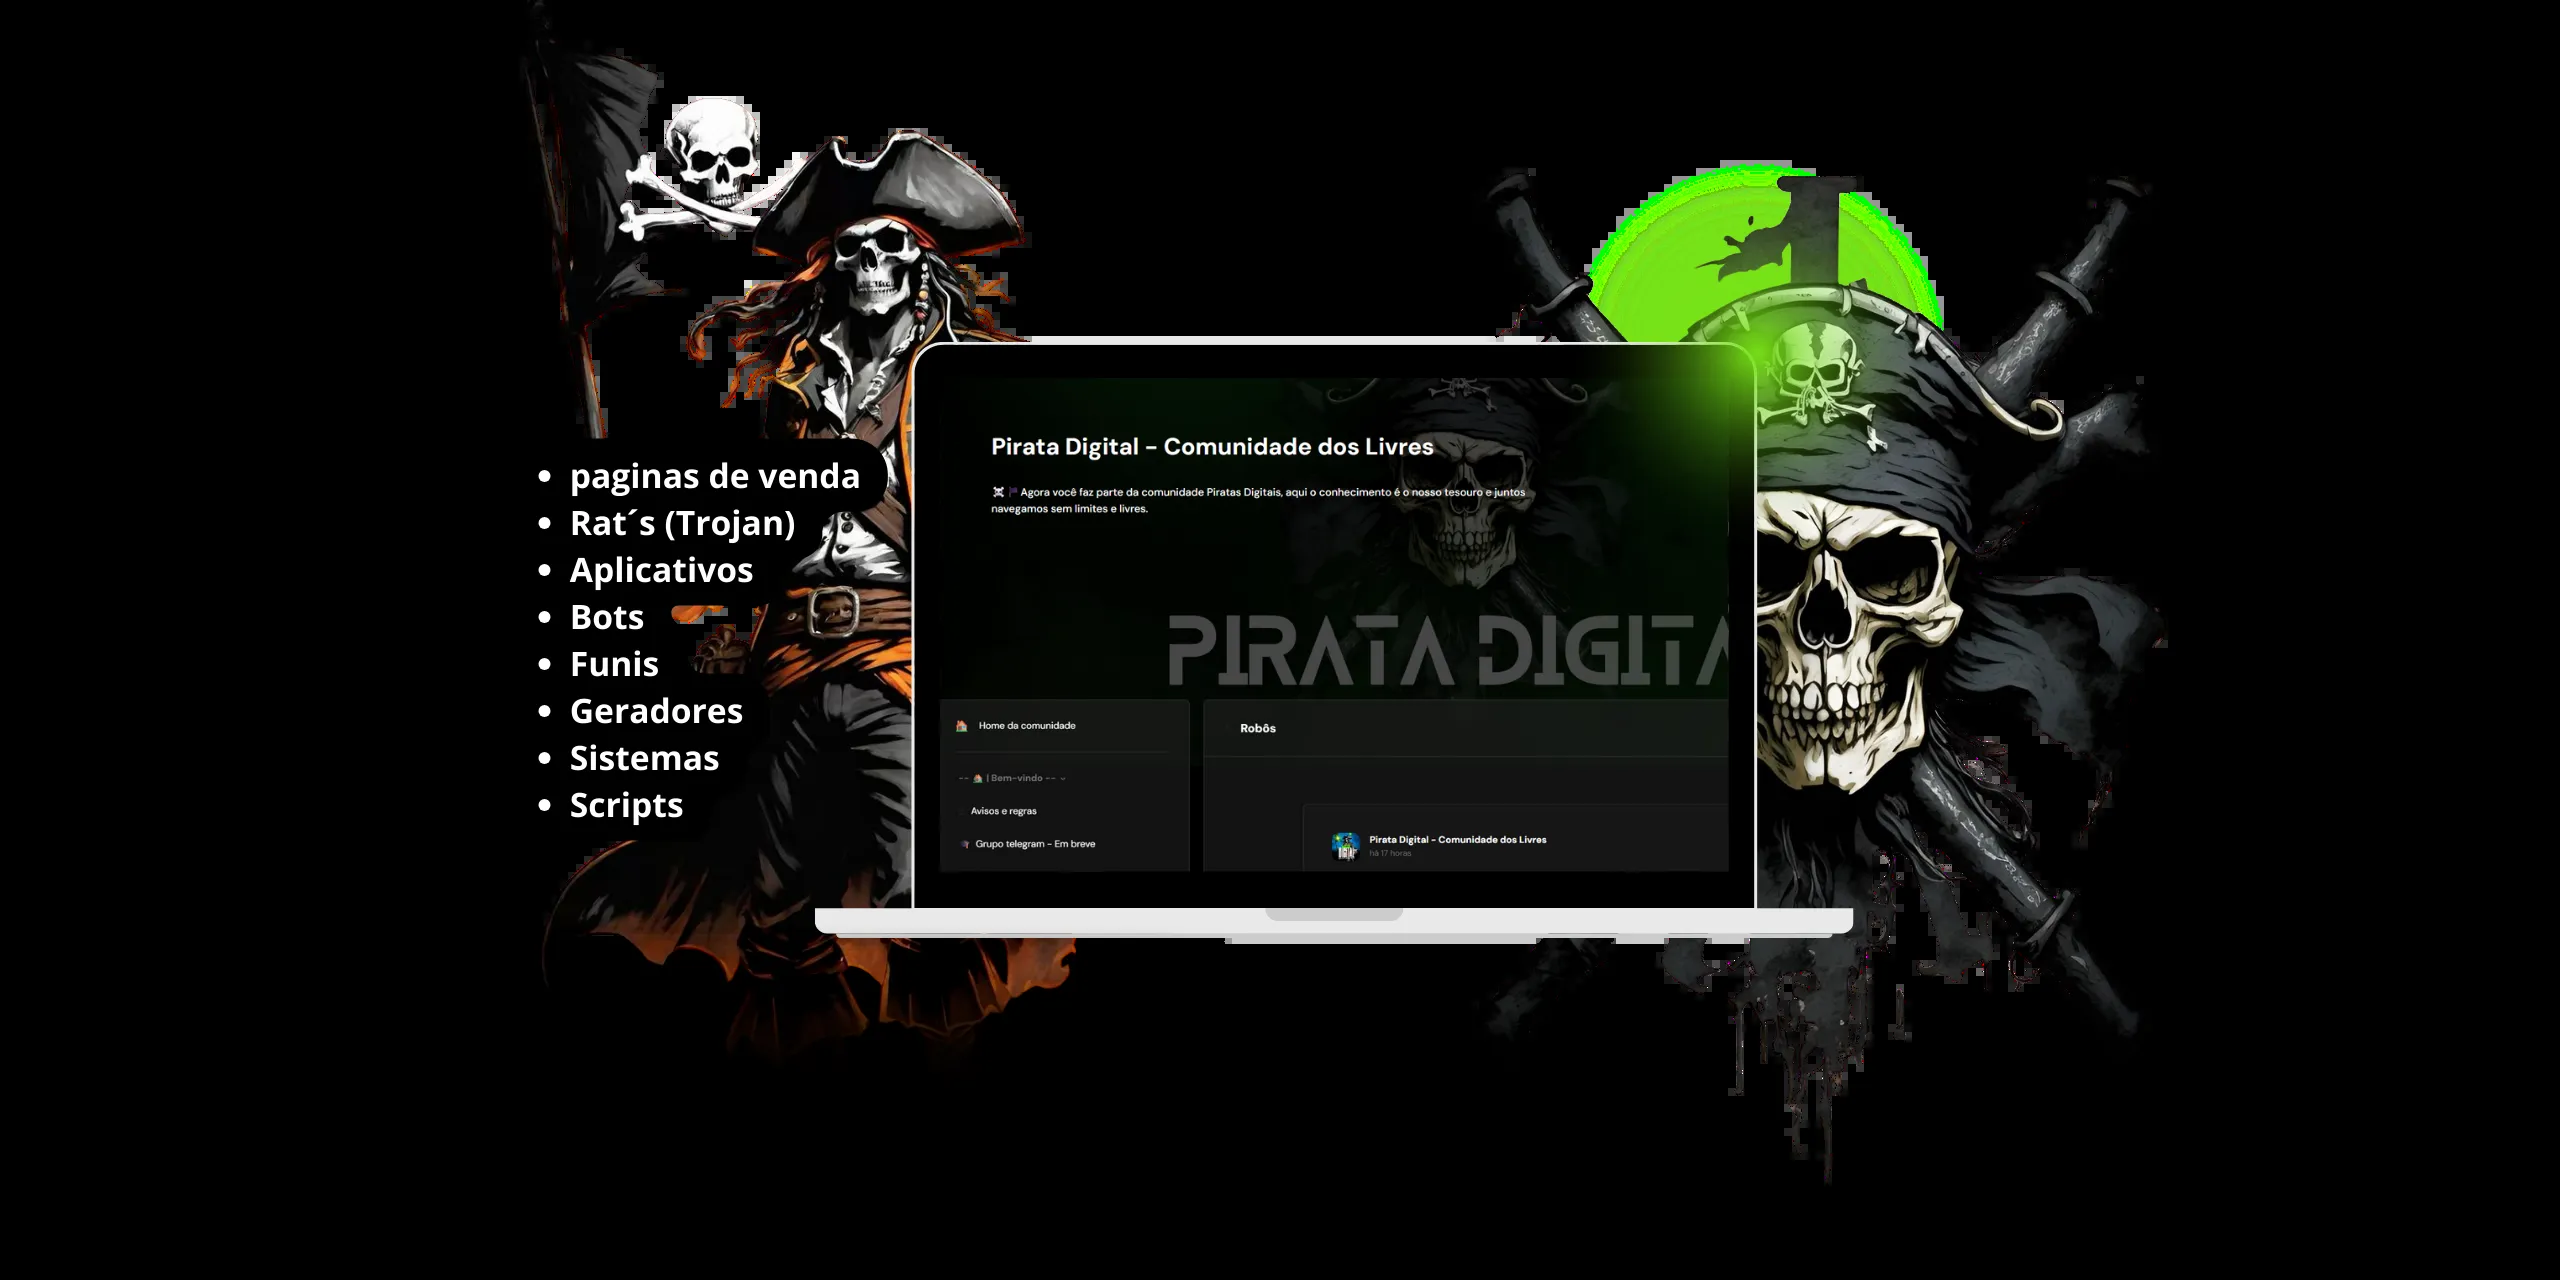 paginas de venda
Rat´s (Trojan)
Aplicativos
Bots
Funis
Geradores
Sistemas
Scripts
Pirata Digital - Comunidade dos Livres
Agora você faz parte da comunidade Piratas Digitais, aqui o conhecimento é o nosso tesouro e juntos
navegamos sem limites e livres.
PIRATA DIGITA
Home da comunidade
-- | Bem-vindo --
Avisos e regras
Grupo telegram - Em breve
Robôs
Pirata Digital - Comunidade dos Livres
há 17 horas